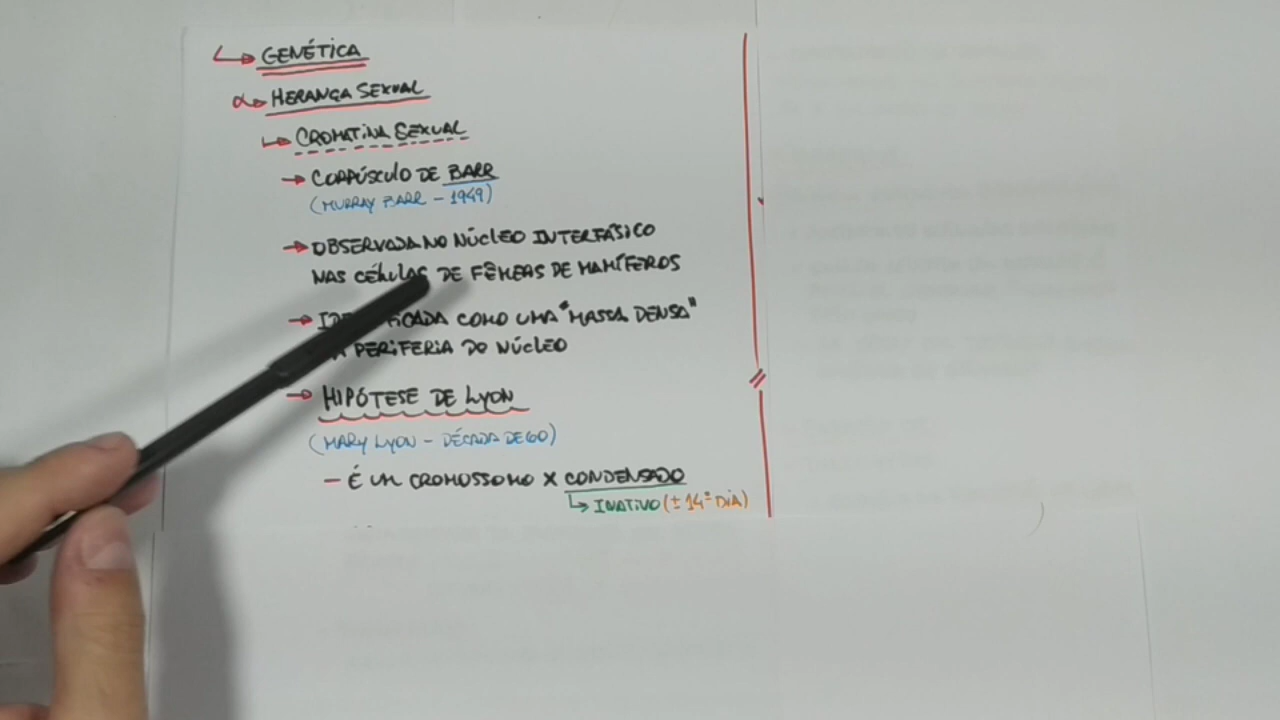 GENÉTICA
HERANÇA SEXUAL
CROMATINA SEXUAL
CORPÚSCULO DE BARR
(MURRAY BARR - 1949)
OBSERVADA NO NÚCLEO INTERFÁSICO
NAS CÉLULAS DE FÊMEAS DE MAMÍFEROS
COMO UMA "MASSA DENSA"
PERIFERIA DO NÚCLEO
HIPÓTESE DE LYON
(MARY LYON - DÉCADA DE 60)
- É UM CROMOSSOMO X CONDENSADO
INATIVO (± 14º DIA)